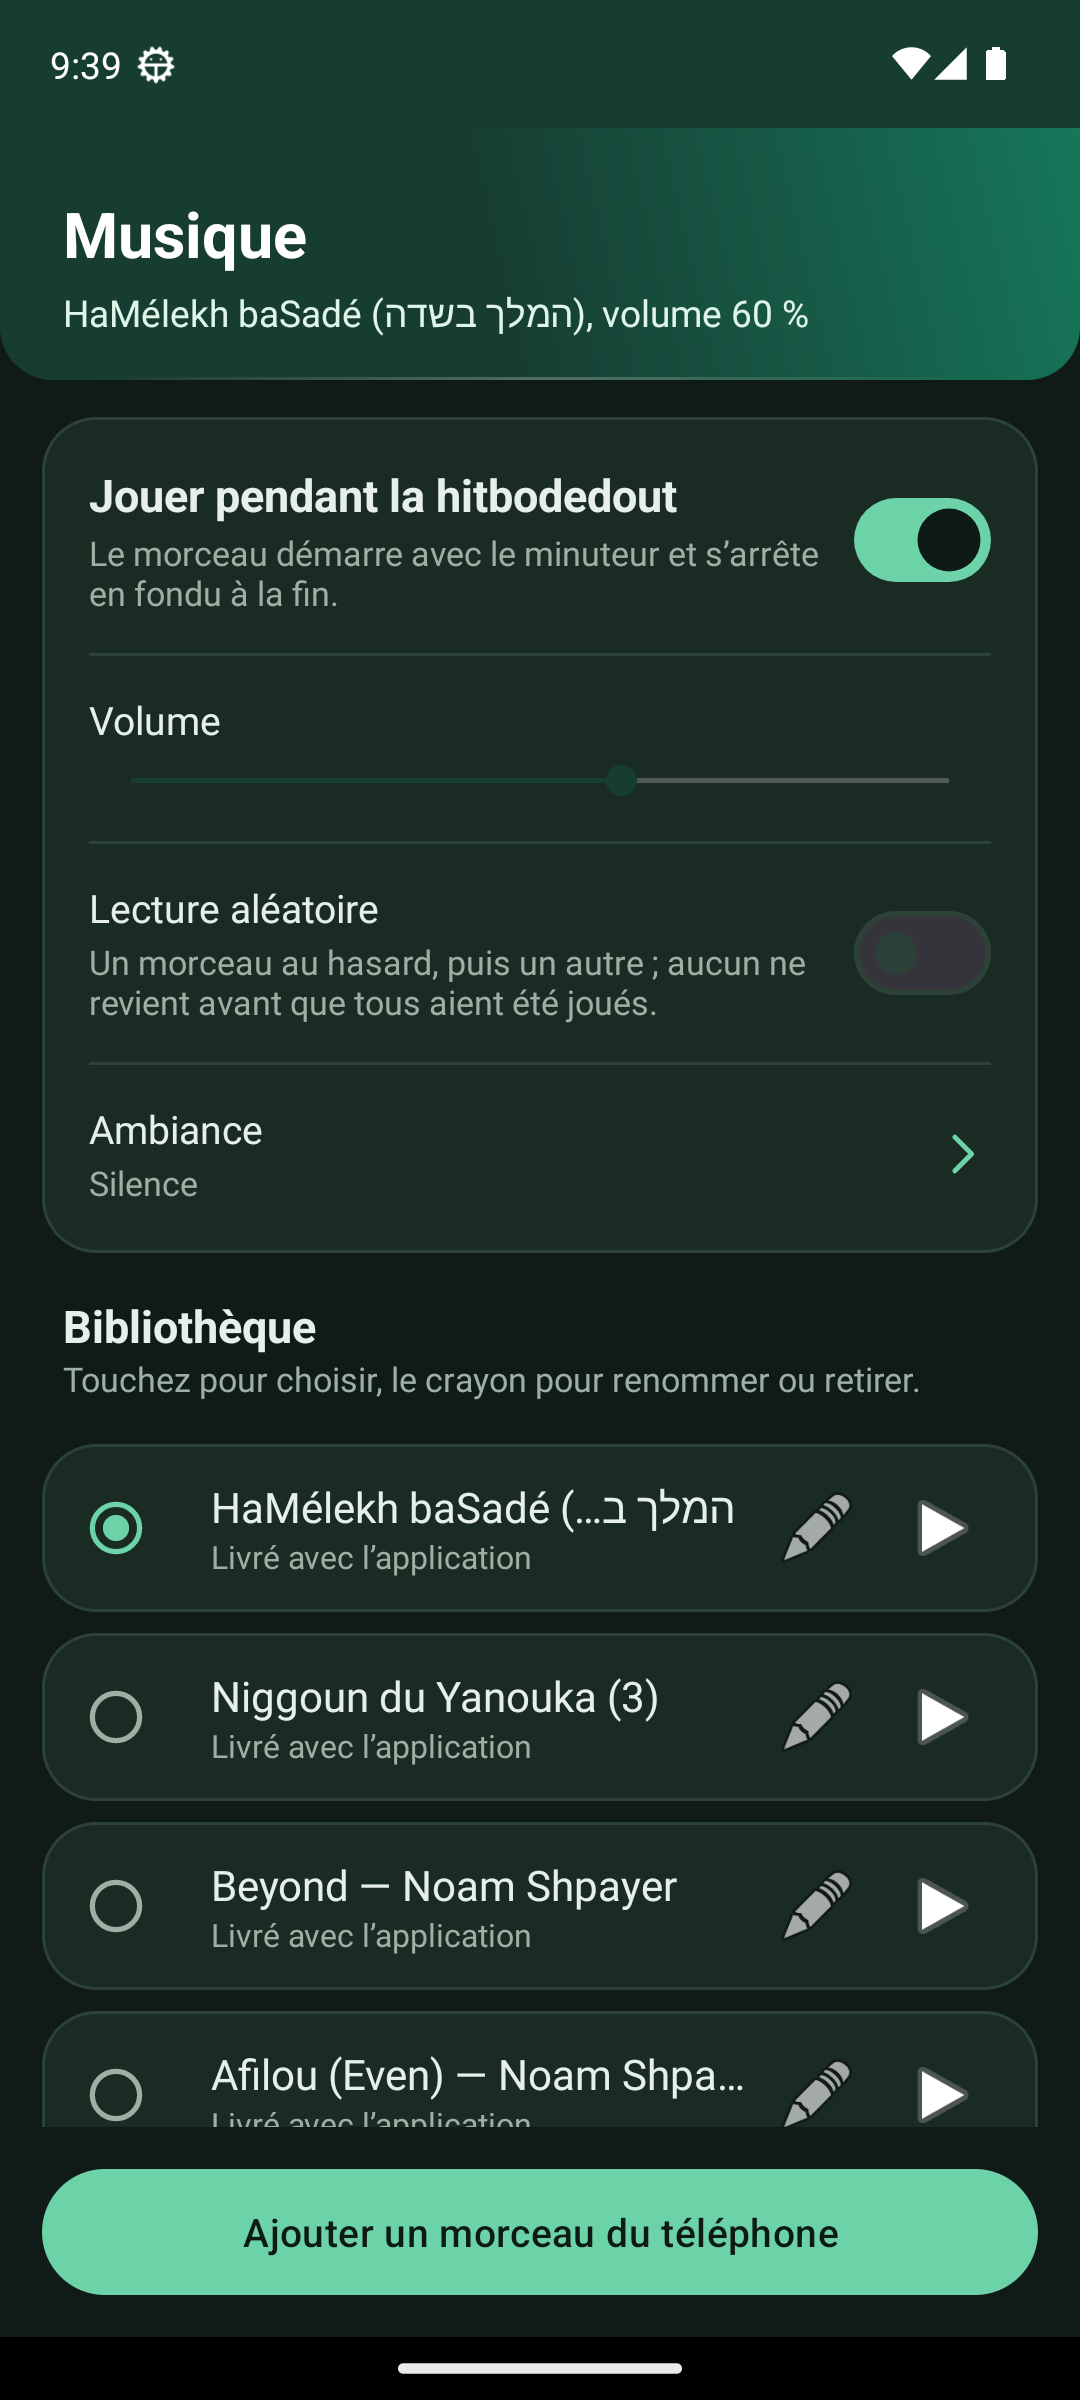 9:39
Musique
HaMélekh baSadé (המלך בשדה), volume 60 %
Jouer pendant la hitbodedout
Le morceau démarre avec le minuteur et s’arrête
en fondu à la fin.
Volume
Lecture aléatoire
Un morceau au hasard, puis un autre ; aucun ne
revient avant que tous aient été joués.
Ambiance
Silence
Bibliothèque
Touchez pour choisir, le crayon pour renommer ou retirer.
HaMélekh baSadé (המלך ב…
Livré avec l’application
Niggoun du Yanouka (3)
Livré avec l’application
Beyond — Noam Shpayer
Livré avec l’application
Afilou (Even) — Noam Shpa…
Livré avec l’application
Ajouter un morceau du téléphone